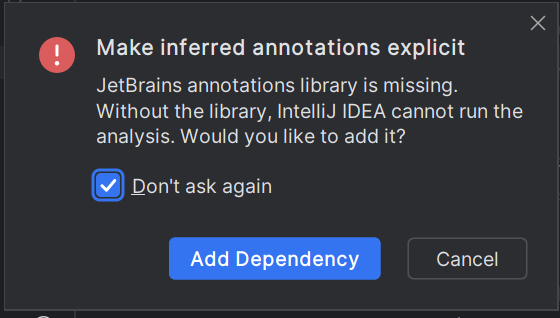 Make inferred annotations explicit
JetBrains annotations library is missing.
Without the library, IntelliJ IDEA cannot run the
analysis. Would you like to add it?
Don't ask again
Add Dependency
Cancel